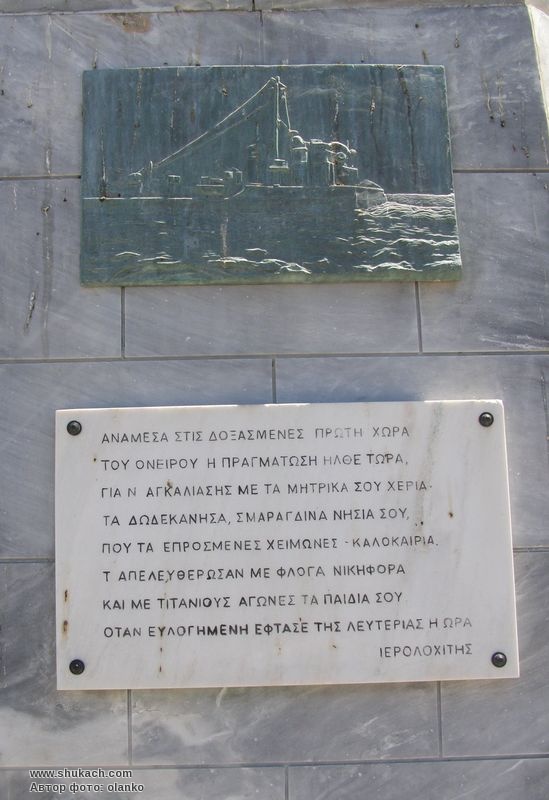 ΑΝΑΜΕΣΑ ΣΤΙΣ ΔΟΞΑΣΜΕΝΕΣ ΠΡΩΤΗ ΧΩΡΑ
ΤΟΥ ΟΝΕΙΡΟΥ Η ΠΡΑΓΜΑΤΩΣΗ ΗΛΘΕ ΤΩΡΑ,
ΓΙΑ Ν ΑΓΚΑΛΙΑΣΗΣ ΜΕ ΤΑ ΜΗΤΡΙΚΑ ΣΟΥ ΧΕΡΙΑ
ΤΑ ΔΩΔΕΚΑΝΗΣΑ, ΣΜΑΡΑΓΔΙΝΑ ΝΗΣΙΑ ΣΟΥ,
ΠΟΥ ΤΑ ΕΠΡΟΣΜΕΝΕΣ ΧΕΙΜΩΝΕΣ - ΚΑΛΟΚΑΙΡΙΑ.
Τ ΑΠΕΛΕΥΘΕΡΩΣΑΝ ΜΕ ΦΛΟΓΑ ΝΙΚΗΦΟΡΑ
ΚΑΙ ΜΕ ΤΙΤΑΝΙΟΥΣ ΑΓΩΝΕΣ ΤΑ ΠΑΙΔΙΑ ΣΟΥ
ΟΤΑΝ ΕΥΛΟΓΗΜΕΝΗ ΕΦΤΑΣΕ ΤΗΣ ΛΕΥΤΕΡΙΑΣ Η ΩΡΑ
ΙΕΡΟΛΟΧΙΤΗΣ
www.shukach.com
Автор фото: olanko